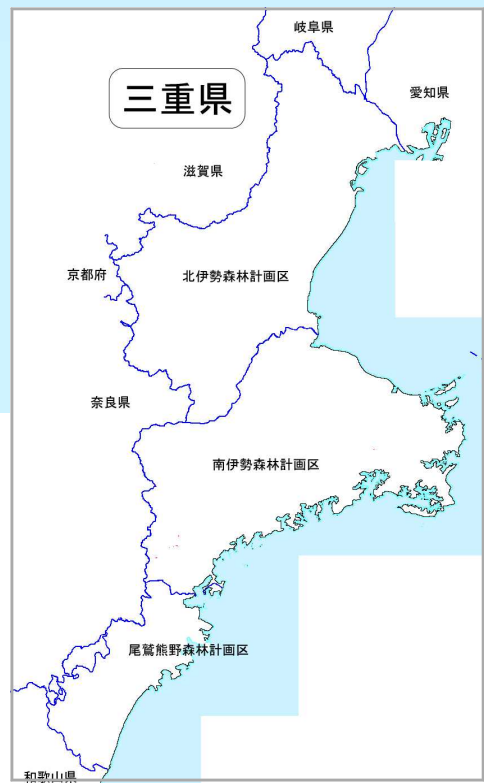 岐阜県
三重県
愛知県
滋賀県
京都府
北伊勢森林計画区
奈良県
南伊勢森林計画区
尾鷲熊野森林計画区
和歌山県